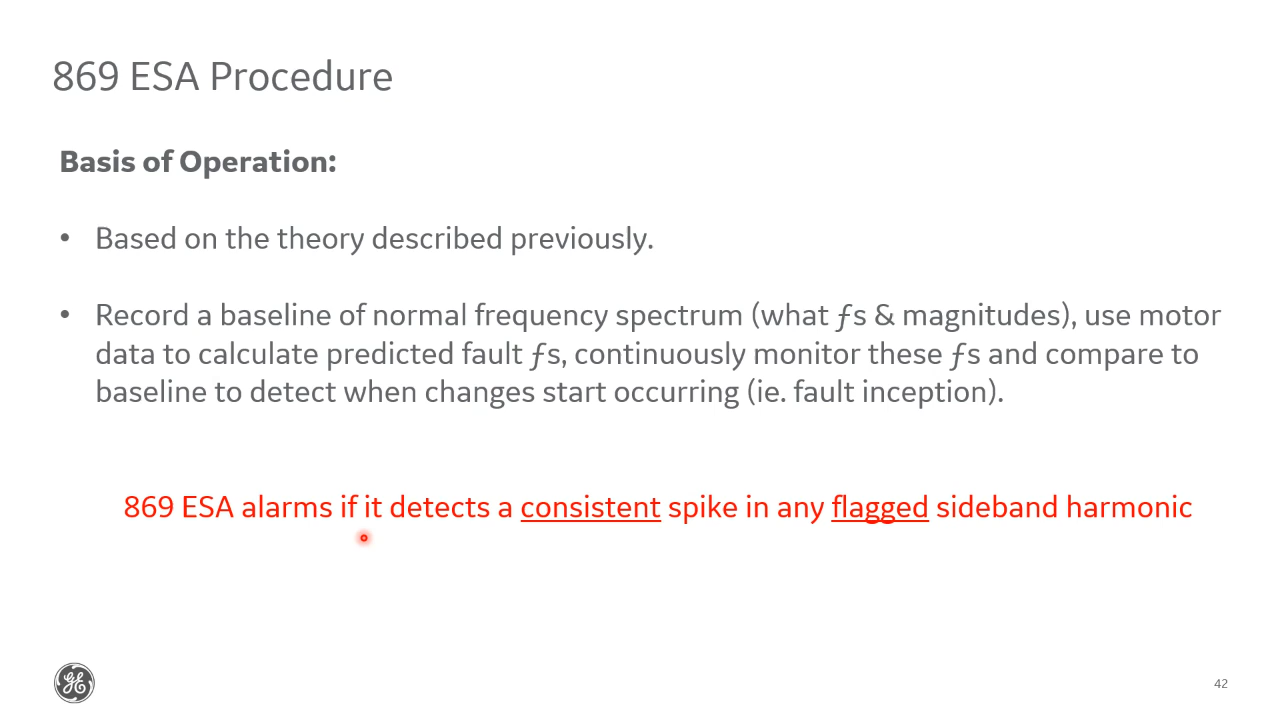 869 ESA Procedure
Basis of Operation:
• Based on the theory described previously.
• Record a baseline of normal frequency spectrum (what ƒs & magnitudes), use motor
data to calculate predicted fault ƒs, continuously monitor these ƒs and compare to
baseline to detect when changes start occurring (ie. fault inception).
869 ESA alarms if it detects a consistent spike in any flagged sideband harmonic
GE
42